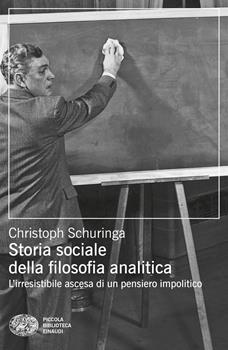 Christoph Schuringa
Storia sociale
della filosofia analitica
L'irresistibile ascesa di un pensiero impolitico
PICCOLA
BIBLIOTECA
EINAUDI